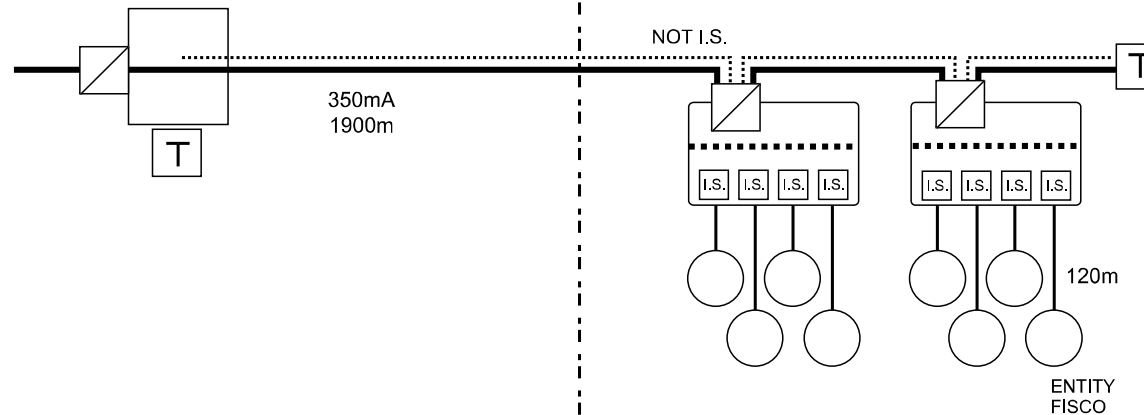 NOT I.S.
T
350mA
1900m
T
I.S. I.S. I.S. I.S.
I.S. I.S. I.S. I.S.
120m
ENTITY
FISCO